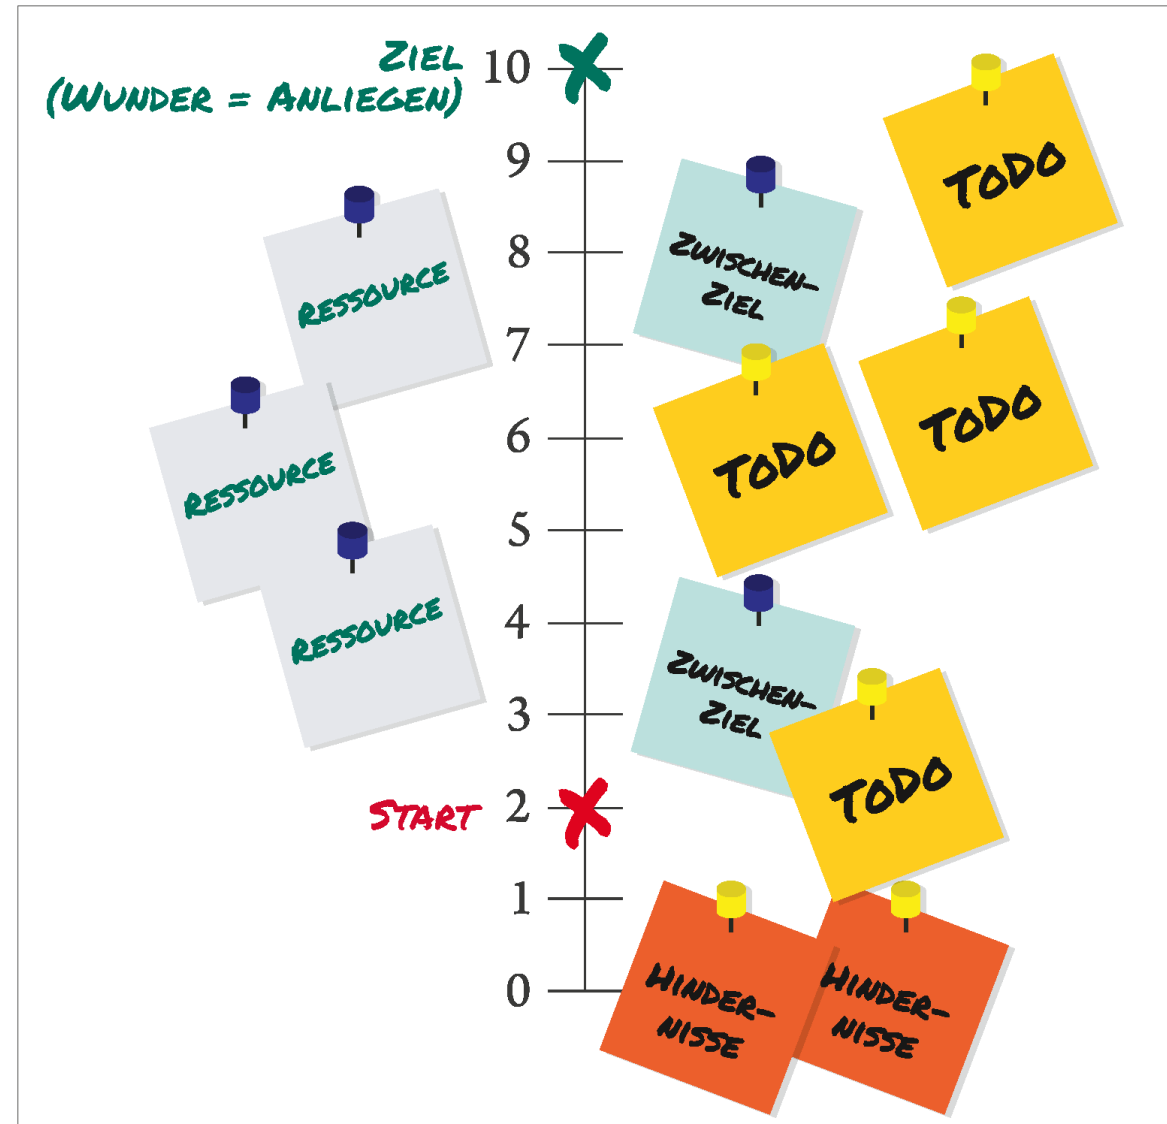 ZIEL
(WUNDER = ANLIEGEN)
10
9
8
7
6
5
4
3
START
2
1
0
RESSOURCE
RESSOURCE
RESSOURCE
ZWISCHEN-
ZIEL
TODO
TODO
TODO
ZWISCHEN-
ZIEL
TODO
HINDER-
NISSE
HINDER-
NISSE